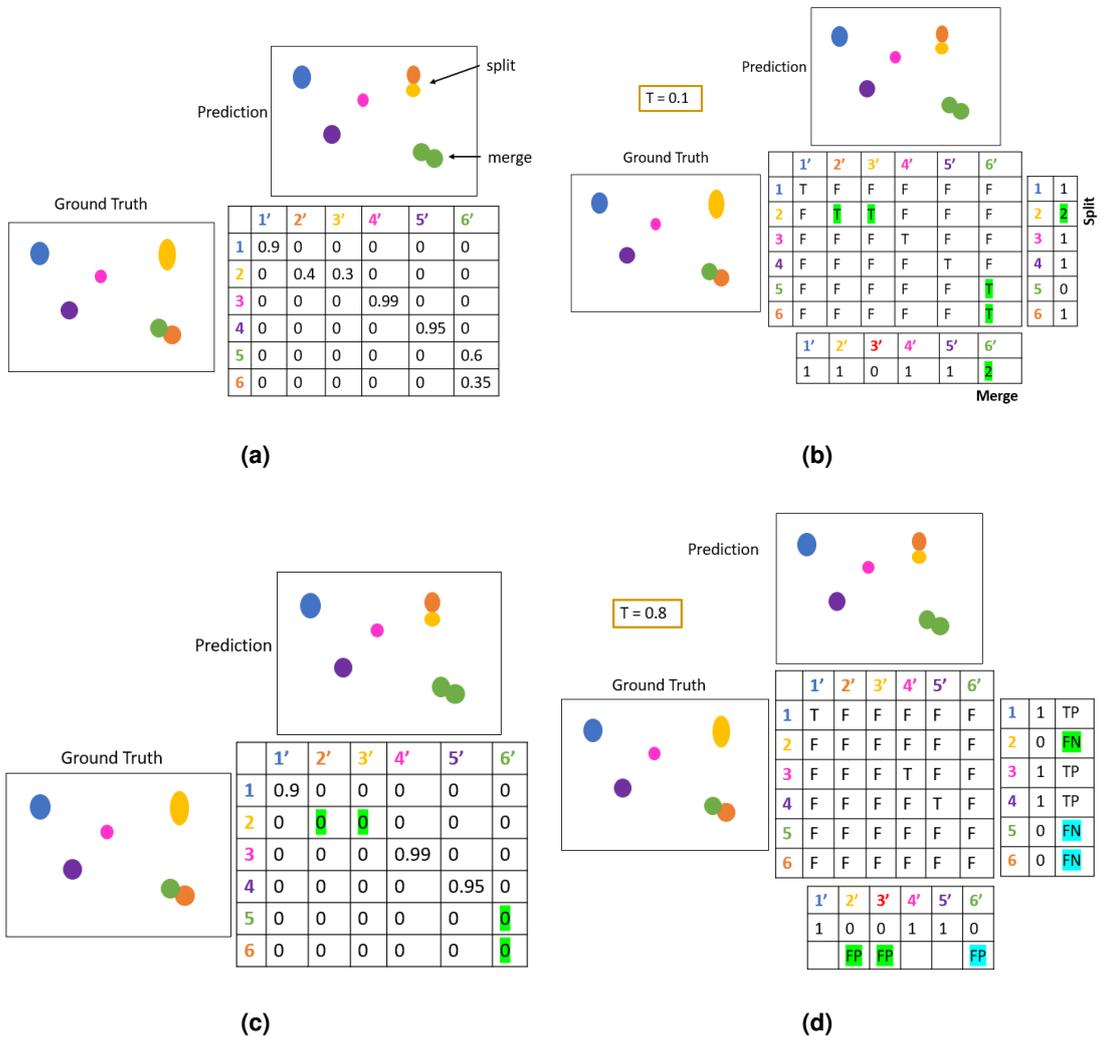 split
Prediction
merge
Ground Truth
1' 2' 3' 4' 5' 6'
1 0.9 0 0 0 0 0
2 0 0.4 0.3 0 0 0
3 0 0 0 0.99 0 0
4 0 0 0 0 0.95 0
5 0 0 0 0 0 0.6
6 0 0 0 0 0 0.35
(a)
Prediction
T = 0.1
Ground Truth
1' 2' 3' 4' 5' 6'
1 T F F F F F 1 1
2 F T T F F F 2 2
3 F F F T F F 3 1
4 F F F F T F 4 1
5 F F F F F T 5 0
6 F F F F F T 6 1
Split
1' 2' 3' 4' 5' 6'
1 1 0 1 1 2
Merge
(b)
Prediction
Ground Truth
1' 2' 3' 4' 5' 6'
1 0.9 0 0 0 0 0
2 0 0 0 0 0 0
3 0 0 0 0.99 0 0
4 0 0 0 0 0.95 0
5 0 0 0 0 0 0
6 0 0 0 0 0 0
(c)
Prediction
T = 0.8
Ground Truth
1' 2' 3' 4' 5' 6'
1 T F F F F F 1 1 TP
2 F F F F F F 2 0 FN
3 F F F T F F 3 1 TP
4 F F F F T F 4 1 TP
5 F F F F F F 5 0 FN
6 F F F F F F 6 0 FN
1' 2' 3' 4' 5' 6'
1 0 0 1 1 0
FP FP FP
(d)